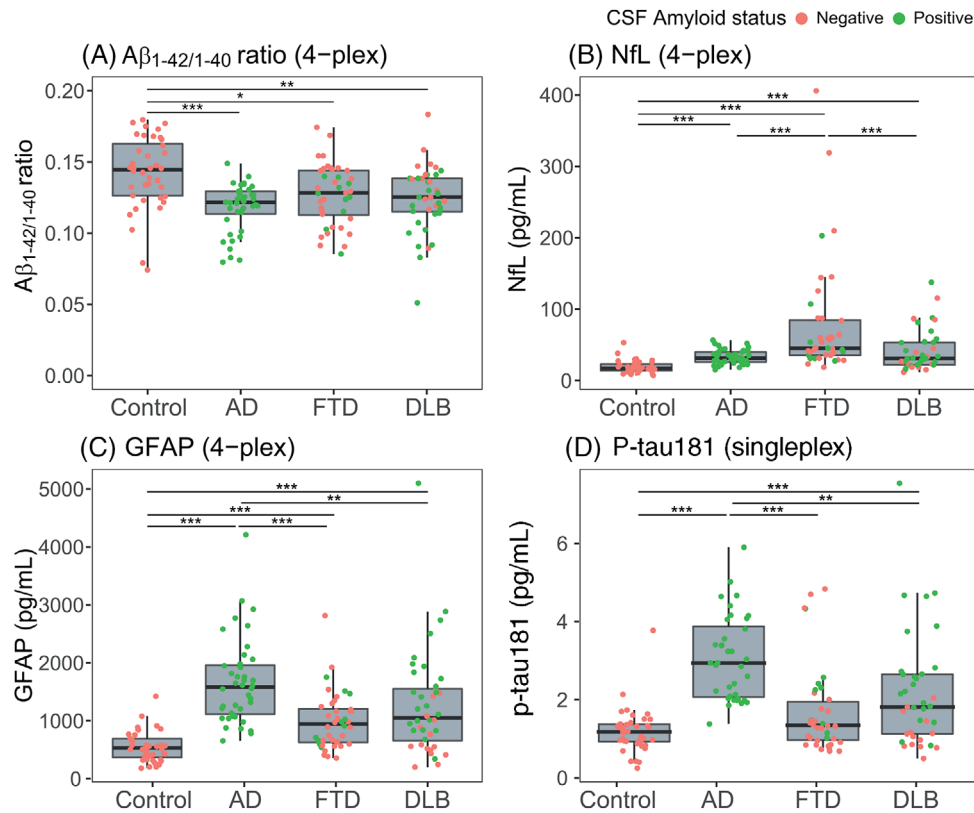 CSF Amyloid status Negative Positive
(A) Aβ1-42/1-40 ratio (4−plex)
Aβ1-42/1-40 ratio
0.20
0.15
0.10
0.05
0.00
**
*
***
Control AD FTD DLB
(B) NfL (4−plex)
NfL (pg/mL)
400
300
200
100
0
***
***
*** *** ***
Control AD FTD DLB
(C) GFAP (4−plex)
GFAP (pg/mL)
5000
4000
3000
2000
1000
0
***
**
***
*** ***
Control AD FTD DLB
(D) P-tau181 (singleplex)
p-tau181 (pg/mL)
6
4
2
0
***
**
*** ***
Control AD FTD DLB